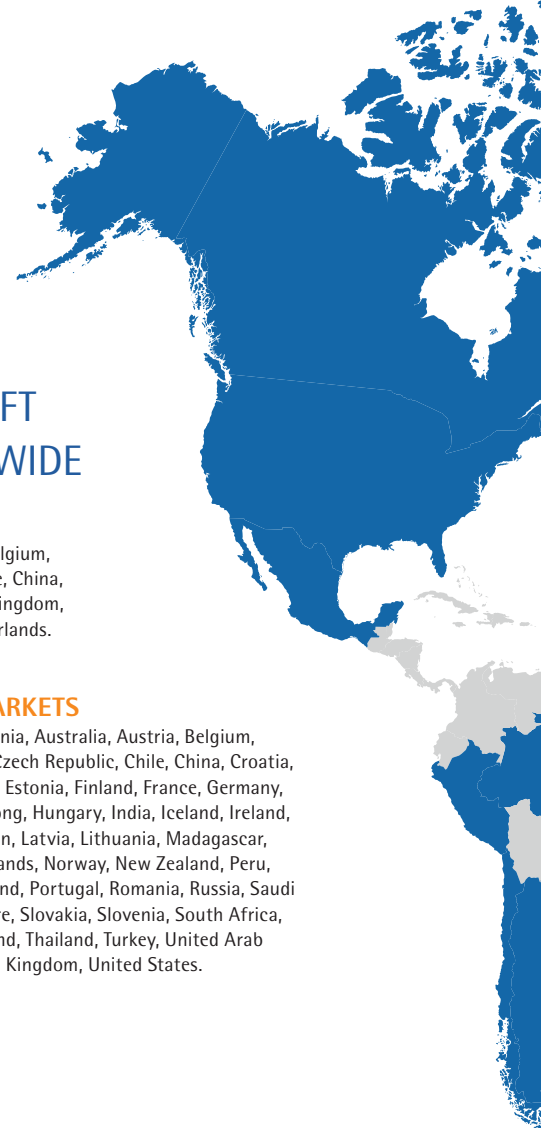 FT
WIDE
lgium,
e, China,
ingdom,
rlands.
ARKETS
nia, Australia, Austria, Belgium,
Czech Republic, Chile, China, Croatia,
Estonia, Finland, France, Germany,
ong, Hungary, India, Iceland, Ireland,
n, Latvia, Lithuania, Madagascar,
ands, Norway, New Zealand, Peru,
nd, Portugal, Romania, Russia, Saudi
re, Slovakia, Slovenia, South Africa,
nd, Thailand, Turkey, United Arab
Kingdom, United States.